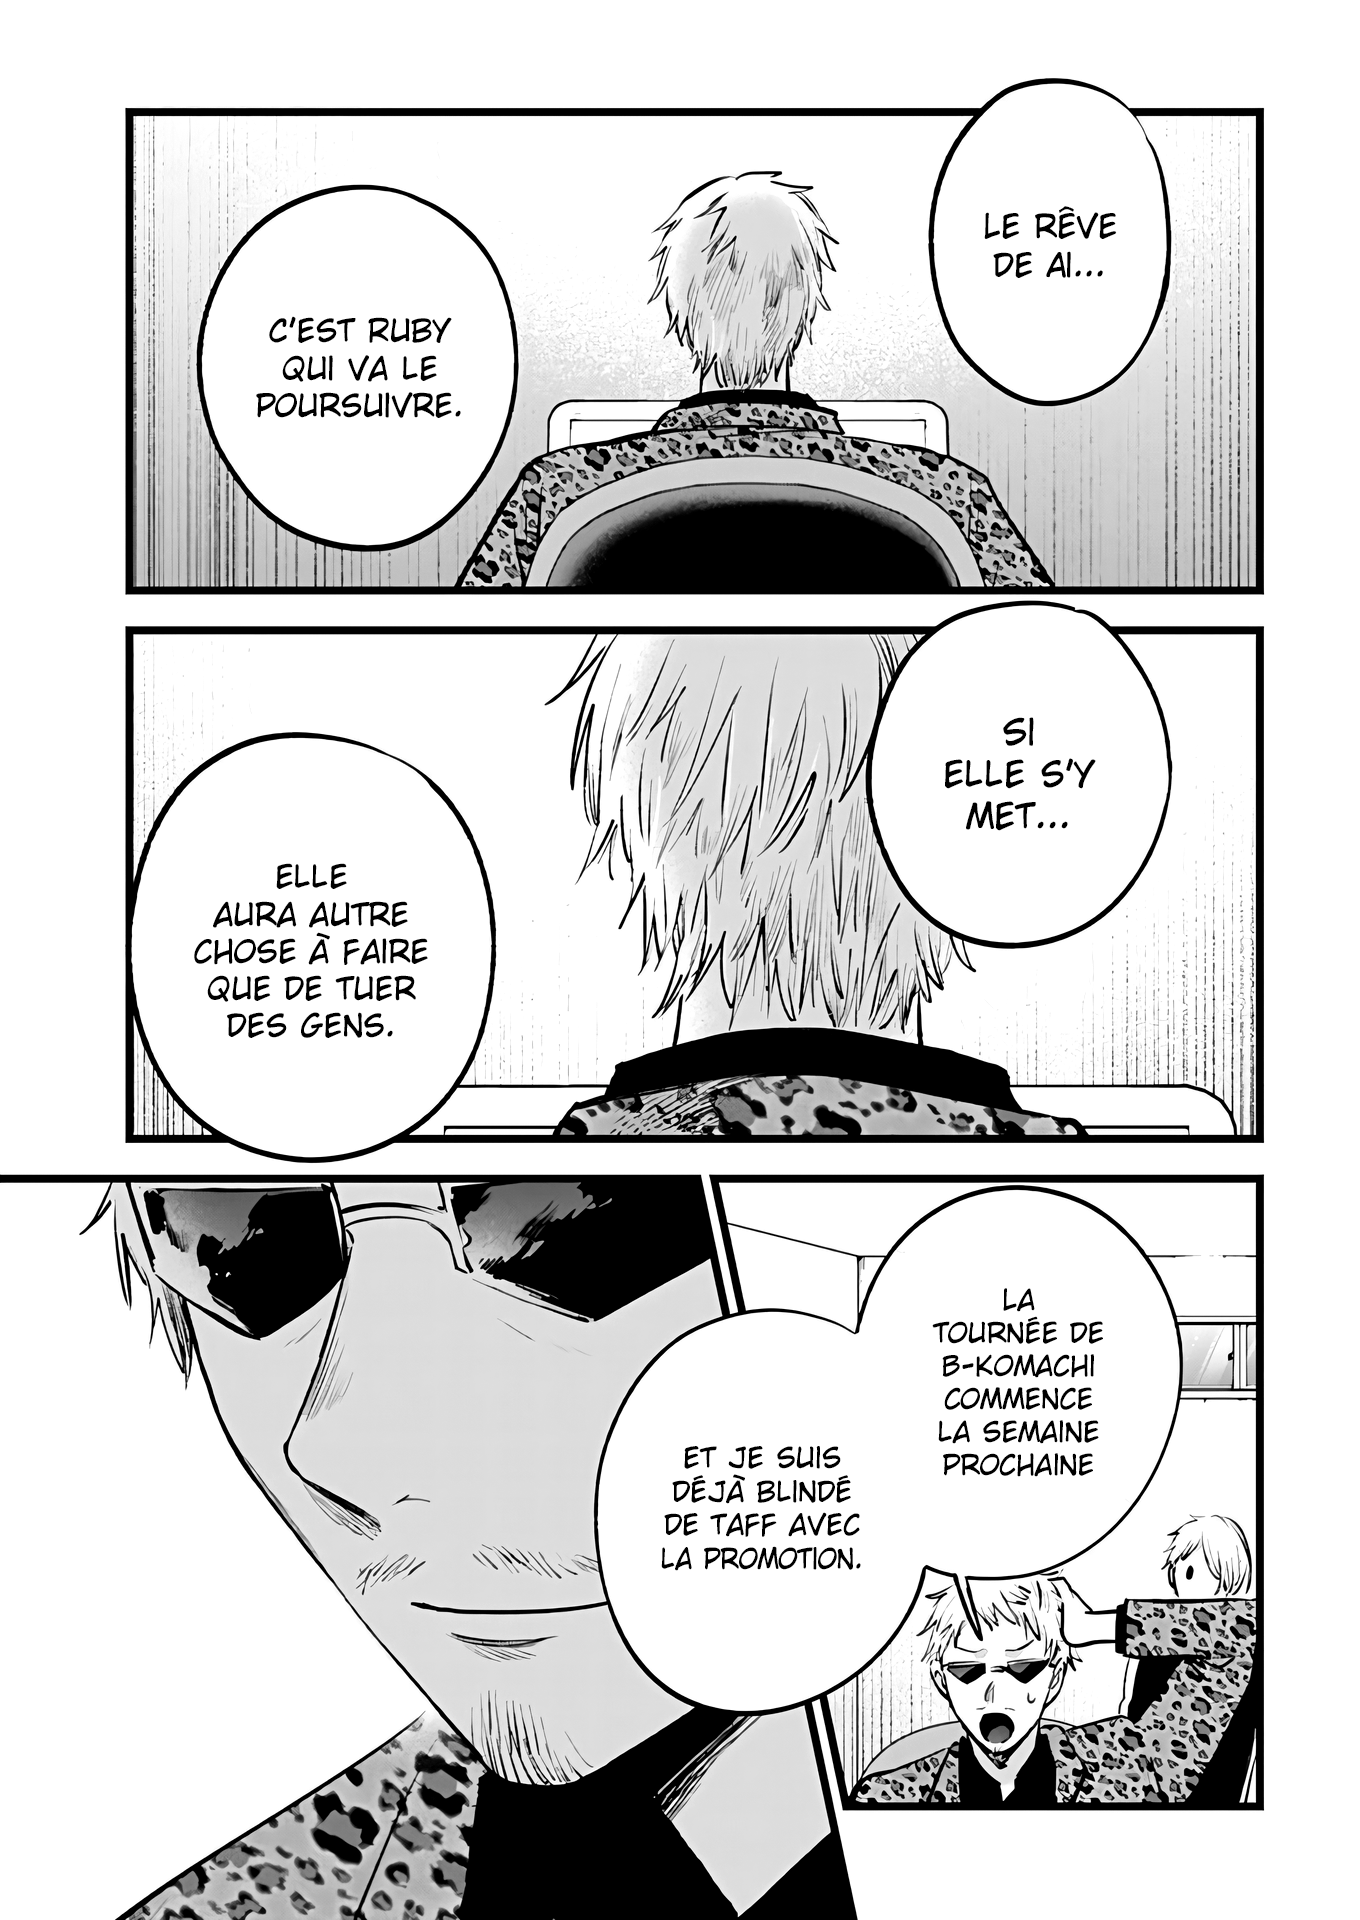 LE RÊVE
DE AI...
C'EST RUBY
QUI VA LE
POURSUIVRE.
SI
ELLE S'Y
MET...
ELLE
AURA AUTRE
CHOSE À FAIRE
QUE DE TUER
DES GENS.
LA
TOURNÉE DE
B-KOMACHI
COMMENCE
LA SEMAINE
PROCHAINE
ET JE SUIS
DÉJÀ BLINDÉ
DE TAFF AVEC
LA PROMOTION.